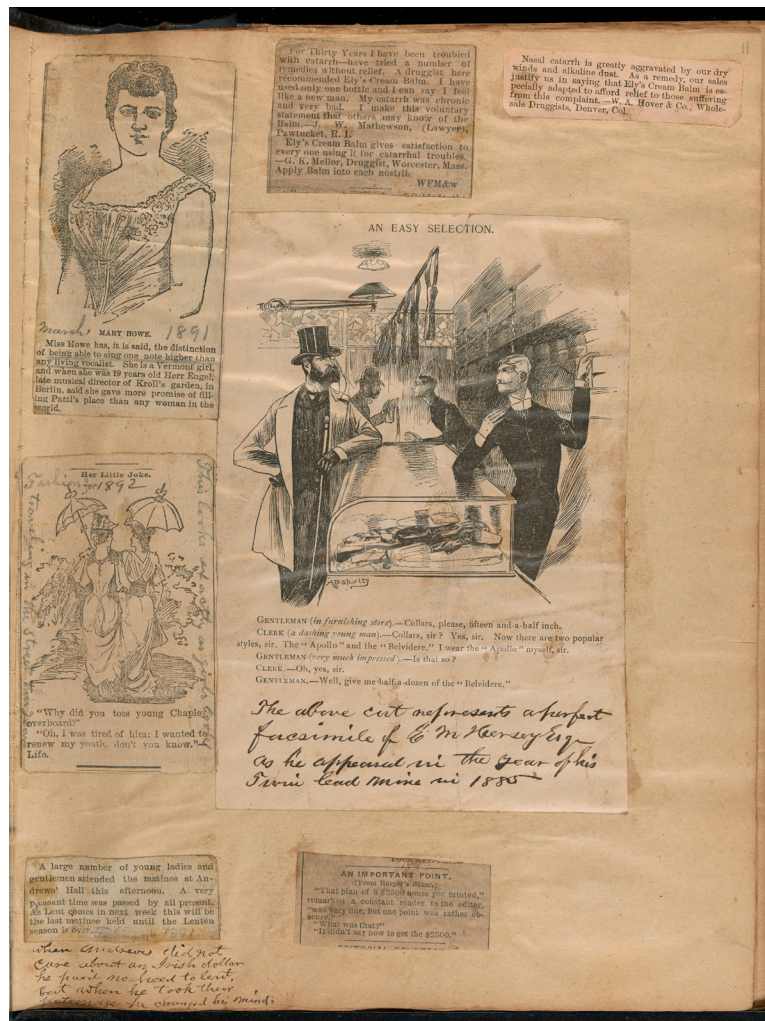 11
For Thirty Years I have been troubled
with catarrh—have tried a number of
remedies without relief. A druggist here
recommended Ely's Cream Balm. I have
used only one bottle and I can say I feel
like a new man. My catarrh was chronic
and very bad. I make this voluntary
statement that others may know of the
Balm.—J. W. Mathewson, (Lawyer),
Pawtucket, R. I.
Ely's Cream Balm gives satisfaction to
every one using it for catarrhal troubles.
—G. K. Mellor, Druggist, Worcester, Mass.
Apply Balm into each nostril.
WFM&w
Nasal catarrh is greatly aggravated by our dry
winds and alkaline dust. As a remedy, our sales
justify us in saying that Ely's Cream Balm is es-
pecially adapted to afford relief to those suffering
from this complaint.—W. A. Hover & Co., Whole-
sale Druggists, Denver, Col.
March, 1891
MARY HOWE.
Miss Howe has, it is said, the distinction
of being able to sing one note higher than
any living vocalist. She is a Vermont girl,
and when she was 19 years old Herr Engel,
late musical director of Kroll's garden, in
Berlin, said she gave more promise of fill-
ing Patti's place than any woman in the
world.
AN EASY SELECTION.
A.B. Shults
GENTLEMAN (in furnishing store).—Collars, please, fifteen and-a-half inch.
CLERK (a dashing young man).—Collars, sir? Yes, sir. Now there are two popular
styles, sir. The "Apollo" and the "Belvidere." I wear the "Apollo" myself, sir.
GENTLEMAN (very much impressed).—Is that so?
CLERK.—Oh, yes, sir.
GENTLEMAN.—Well, give me half-a-dozen of the "Belvidere."
The above cut represents a perfect
facsimile of E M Hersey Esq
as he appeared in the year of his
Twin lead mine in 1885
Her Little Joke.
Fashion for 1892
This looks exactly as girls look
traveling in the Street
"Why did you toss young Chapie
overboard?"
"Oh, I was tired of him; I wanted to
renew my youth, don't you know."—
Life.
A large number of young ladies and
gentlemen attended the matinee at An-
drews' Hall this afternoon. A very
pleasant time was passed by all present.
As Lent comes in next week this will be
the last matinee held until the Lenten
season is over.
when Andrews did not
care about an Irish dollar
he paid no heed to lent,
but when he took their
he changed his mind.
AN IMPORTANT POINT.
(From Harper's Bazar.)
"That plan of a $2500 house you printed,"
remarked a constant reader to the editor,
"was very fine, but one point was rather ob-
scure."
"What was that?"
"It didn't say how to get the $2500."